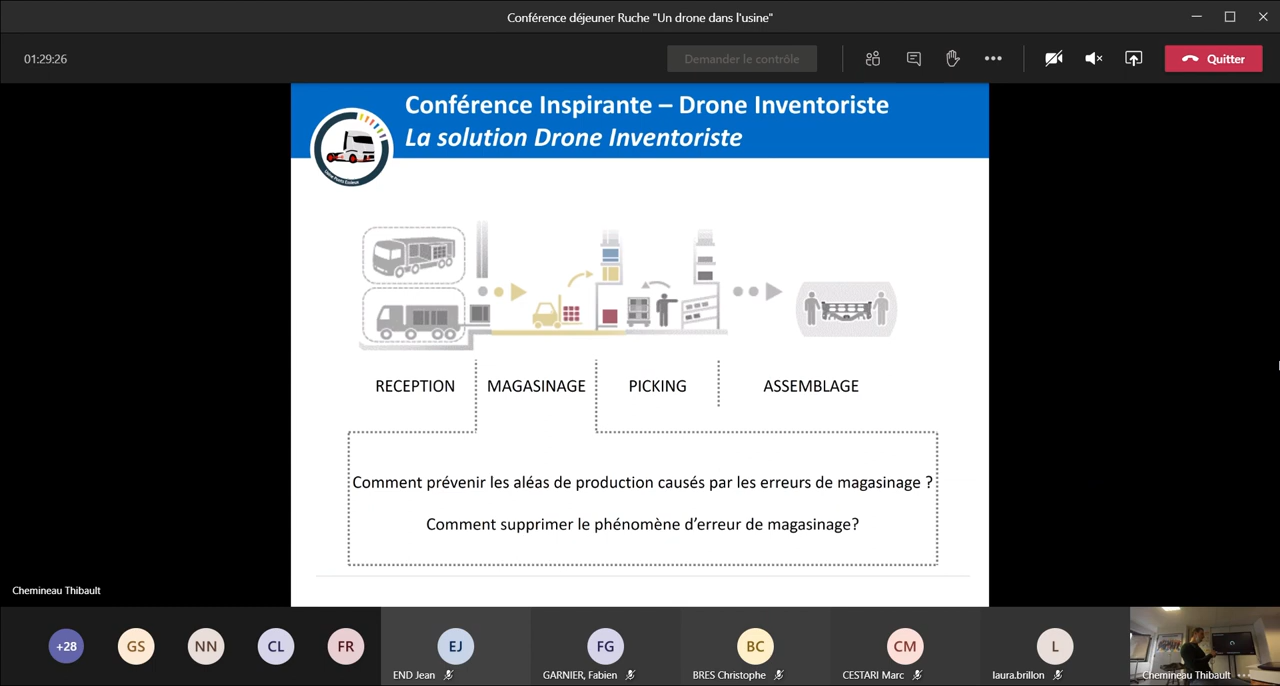 Conférence déjeuner Ruche "Un drone dans l'usine"
01:29:26
Demander le contrôle
Quitter
Conférence Inspirante – Drone Inventoriste
La solution Drone Inventoriste
RECEPTION
MAGASINAGE
PICKING
ASSEMBLAGE
Comment prévenir les aléas de production causés par les erreurs de magasinage ?
Comment supprimer le phénomène d'erreur de magasinage?
Chemineau Thibault
+28
GS
NN
CL
FR
EJ
END Jean
FG
GARNIER, Fabien
BC
BRES Christophe
CM
CESTARI Marc
L
laura.brillon
Chemineau Thibault